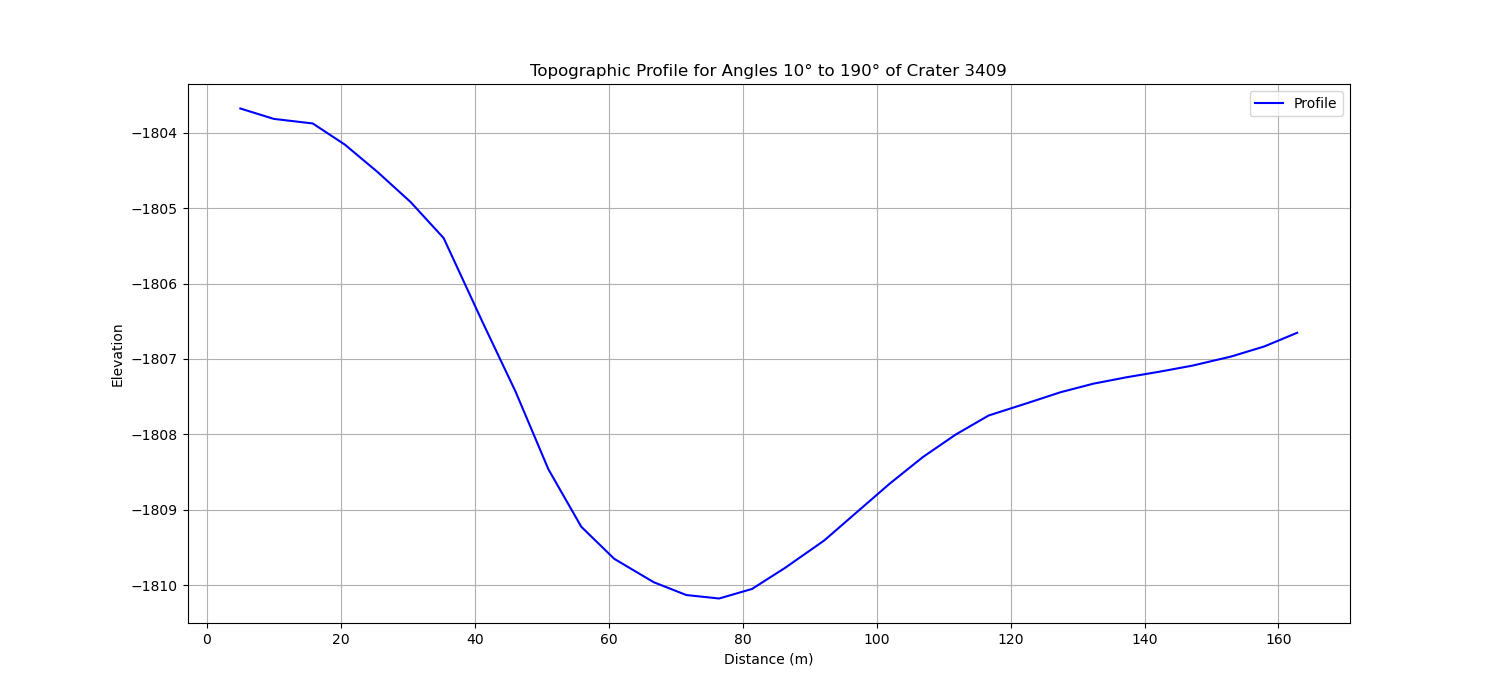 Topographic Profile for Angles 10° to 190° of Crater 3409
Profile
−1804
−1805
−1806
−1807
−1808
−1809
−1810
Elevation
0 20 40 60 80 100 120 140 160
Distance (m)